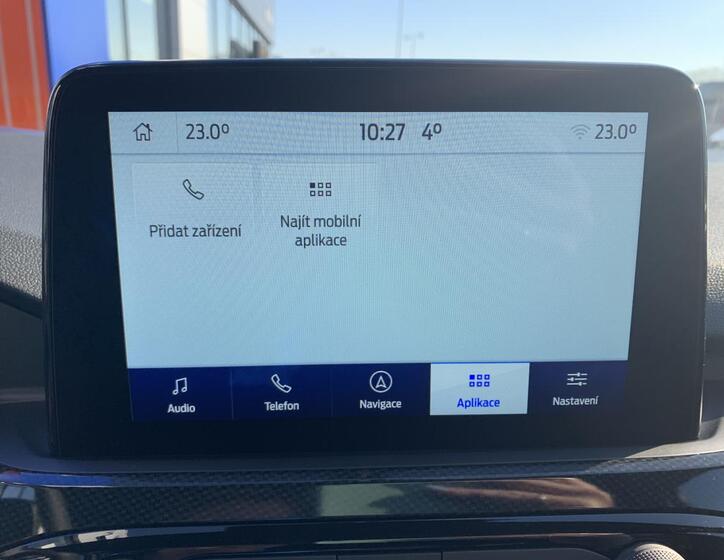 23.0° 10:27 4° 23.0°
Přidat zařízení
Najít mobilní
aplikace
Audio Telefon Navigace Aplikace Nastavení